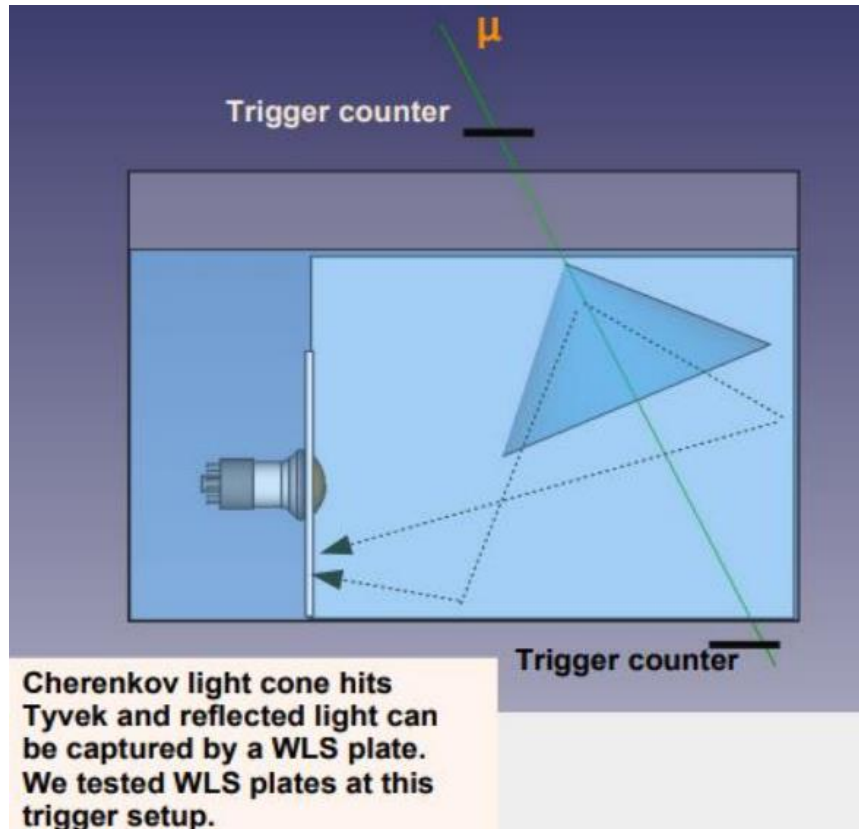 μ
Trigger counter
Trigger counter
Cherenkov light cone hits
Tyvek and reflected light can
be captured by a WLS plate.
We tested WLS plates at this
trigger setup.